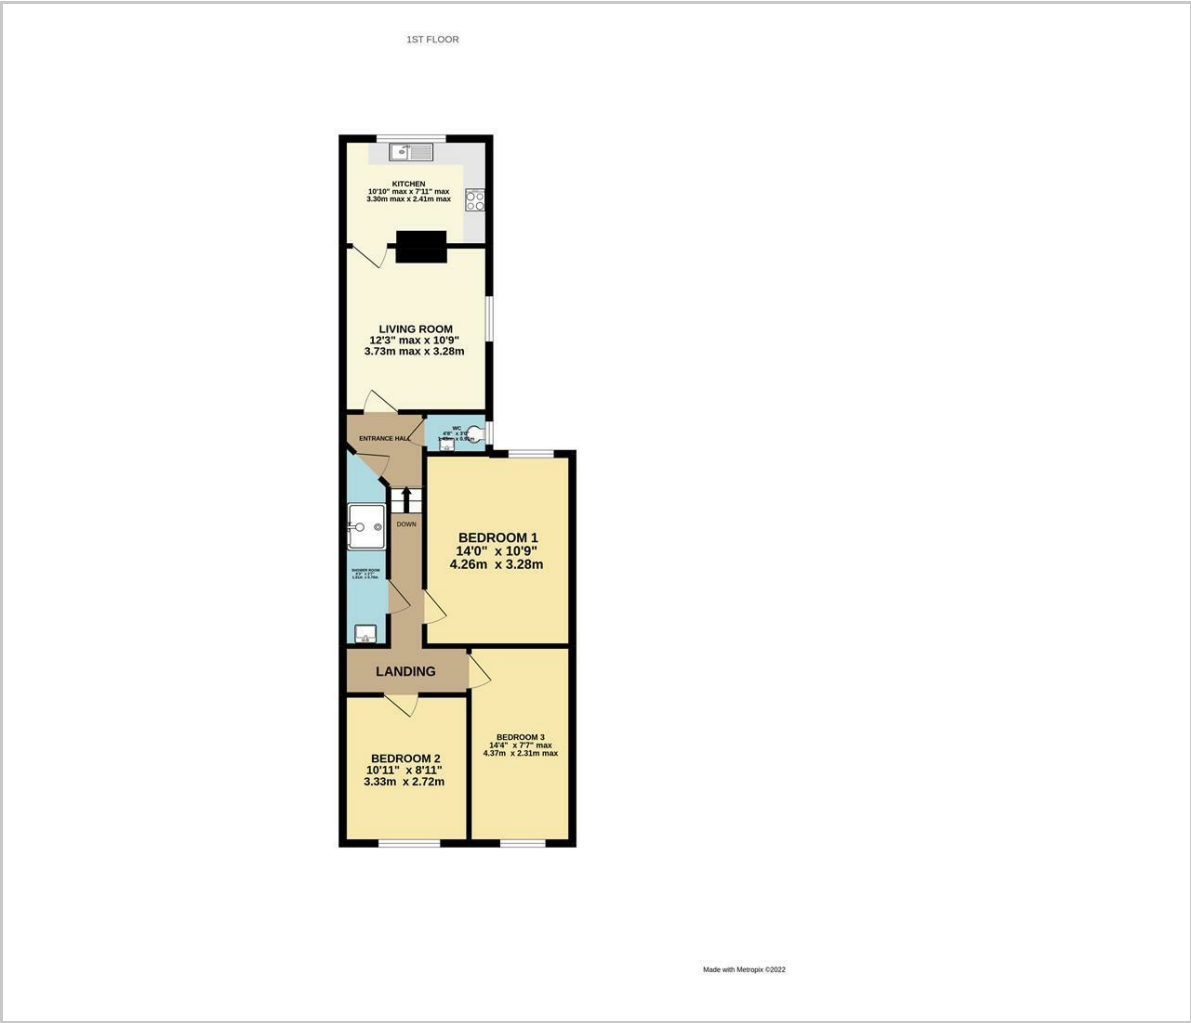 1ST FLOOR
KITCHEN
10'10" max x 7'11" max
3.30m max x 2.41m max
LIVING ROOM
12'3" max x 10'9"
3.73m max x 3.28m
ENTRANCE HALL
WC
DOWN
BEDROOM 1
14'0" x 10'9"
4.26m x 3.28m
SHOWER ROOM
LANDING
BEDROOM 2
10'11" x 8'11"
3.33m x 2.72m
BEDROOM 3
14'4" x 7'7" max
4.37m x 2.31m max
Made with Metropix ©2022